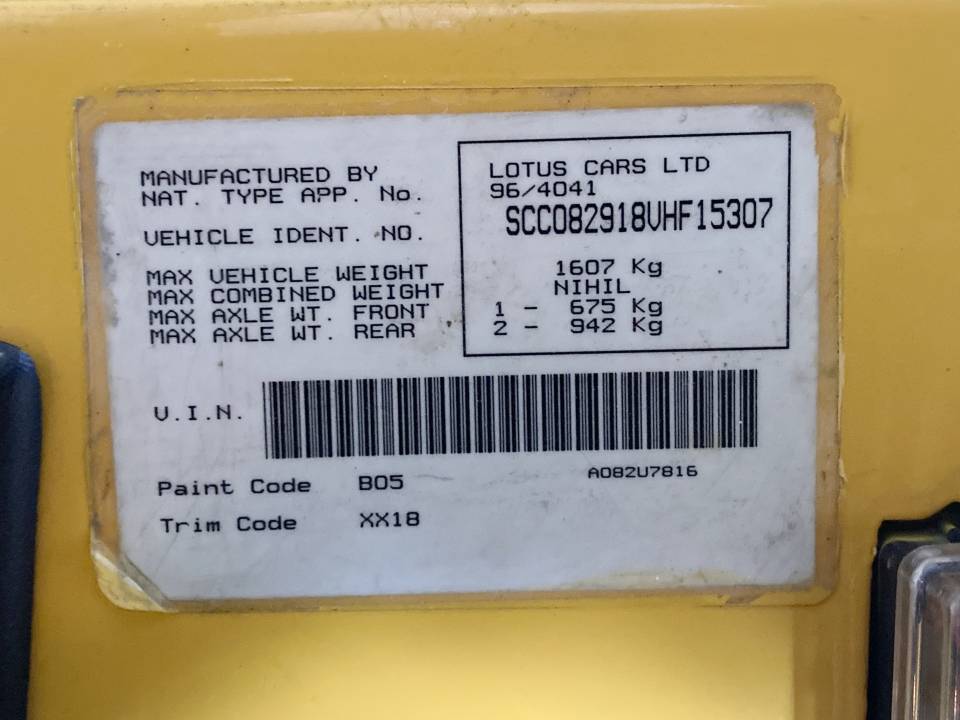 MANUFACTURED BY LOTUS CARS LTD
NAT. TYPE APP. No. 96/4041
VEHICLE IDENT. NO. SCC082918VHF15307
MAX VEHICLE WEIGHT 1607 Kg
MAX COMBINED WEIGHT NIHIL
MAX AXLE WT. FRONT 1 - 675 Kg
MAX AXLE WT. REAR 2 - 942 Kg
V.I.N.
A082U7816
Paint Code B05
Trim Code XX18